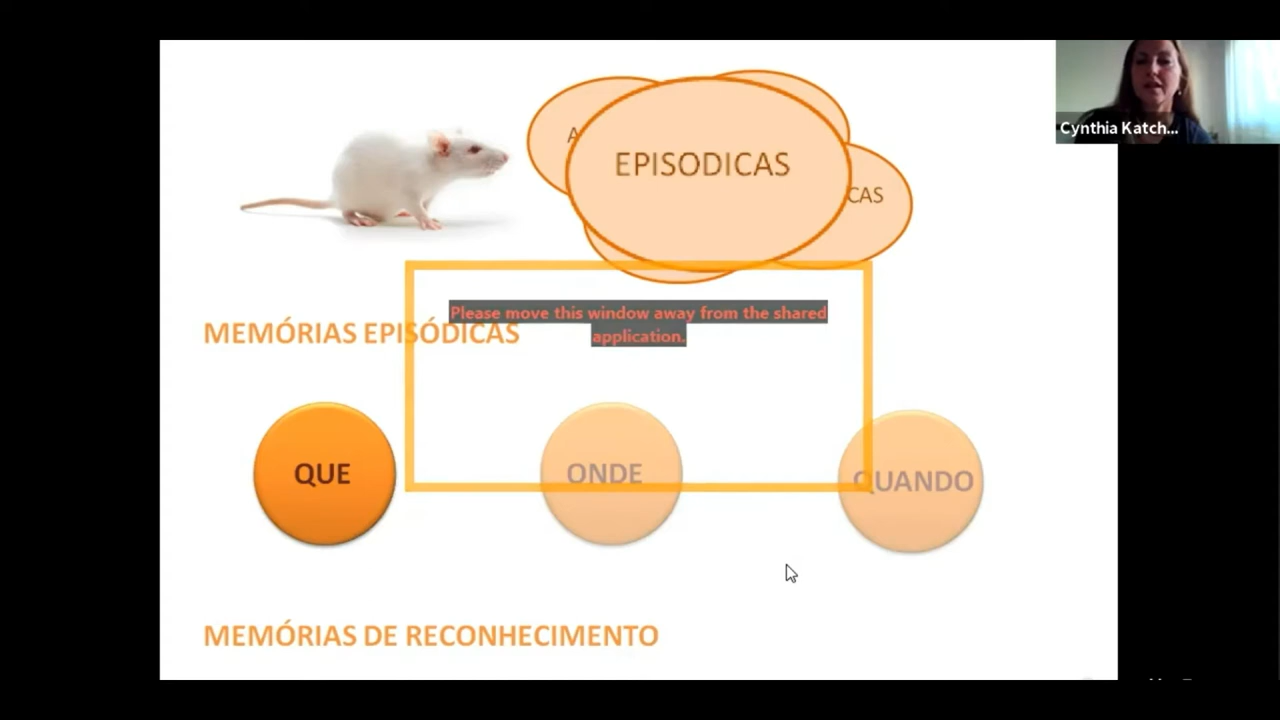 EPISODICAS
CAS
Cynthia Katch...
Please move this window away from the shared
application.
MEMÓRIAS EPISÓDICAS
QUE
ONDE
QUANDO
MEMÓRIAS DE RECONHECIMENTO